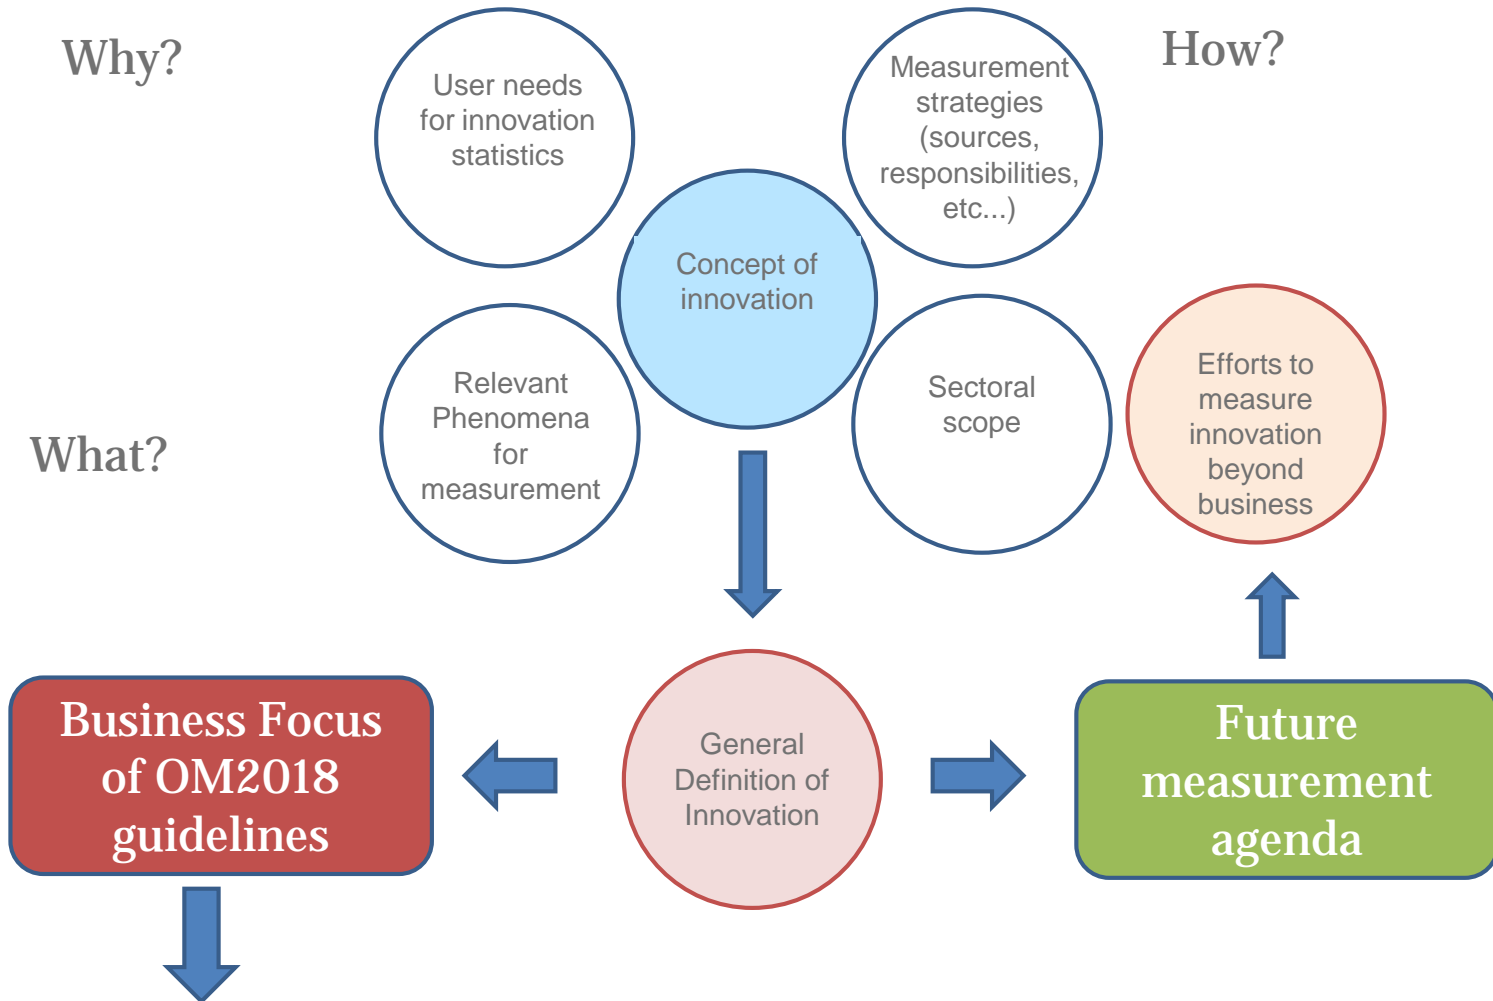 Why?
How?
User needs
for innovation
statistics
Measurement
strategies
(sources,
responsibilities,
etc...)
Concept of
innovation
What?
Relevant
Phenomena
for
measurement
Sectoral
scope
Efforts to
measure
innovation
beyond
business
Business Focus
of OM2018
guidelines
General
Definition of
Innovation
Future
measurement
agenda